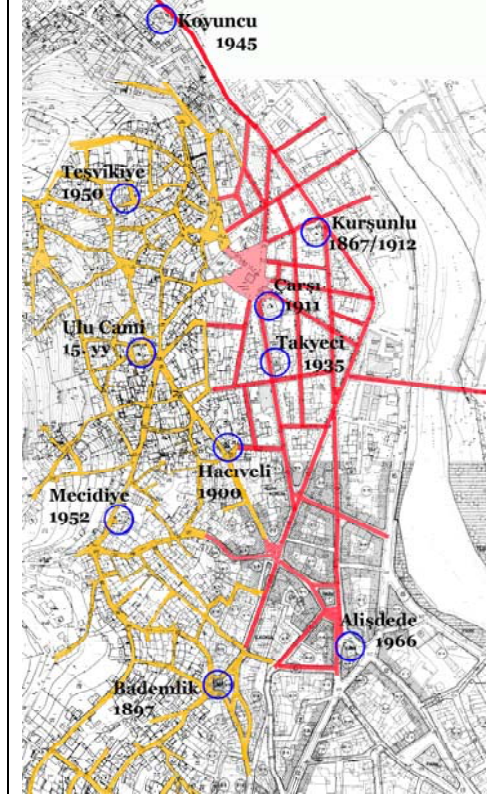 Koyuncu
1945
Teşvikiye
1950
Kurşunlu
1867/1912
Çarşı
1911
Ulu Cami
15. yy
Takyeci
1935
Hacıveli
1900
Mecidiye
1952
Alişdede
1966
Bademlik
1897